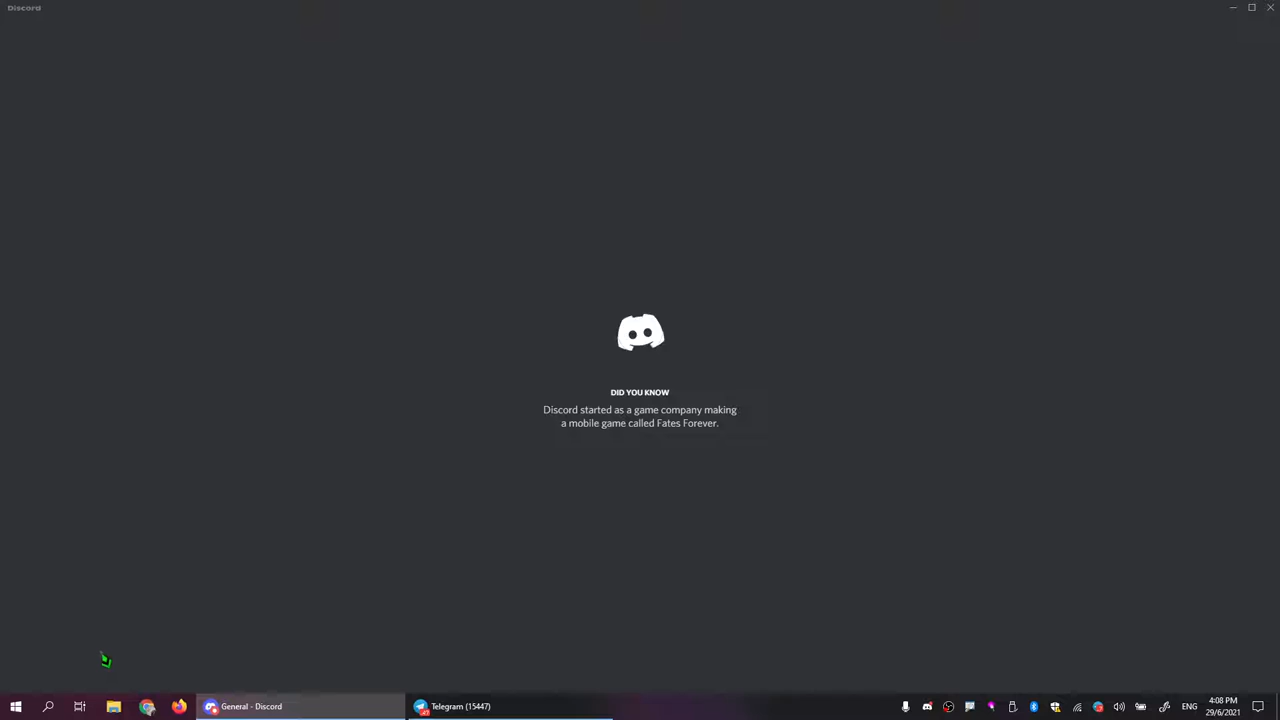 Discord
DID YOU KNOW
Discord started as a game company making
a mobile game called Fates Forever.
General - Discord
Telegram (15447)
ENG
4:08 PM
29/6/2021